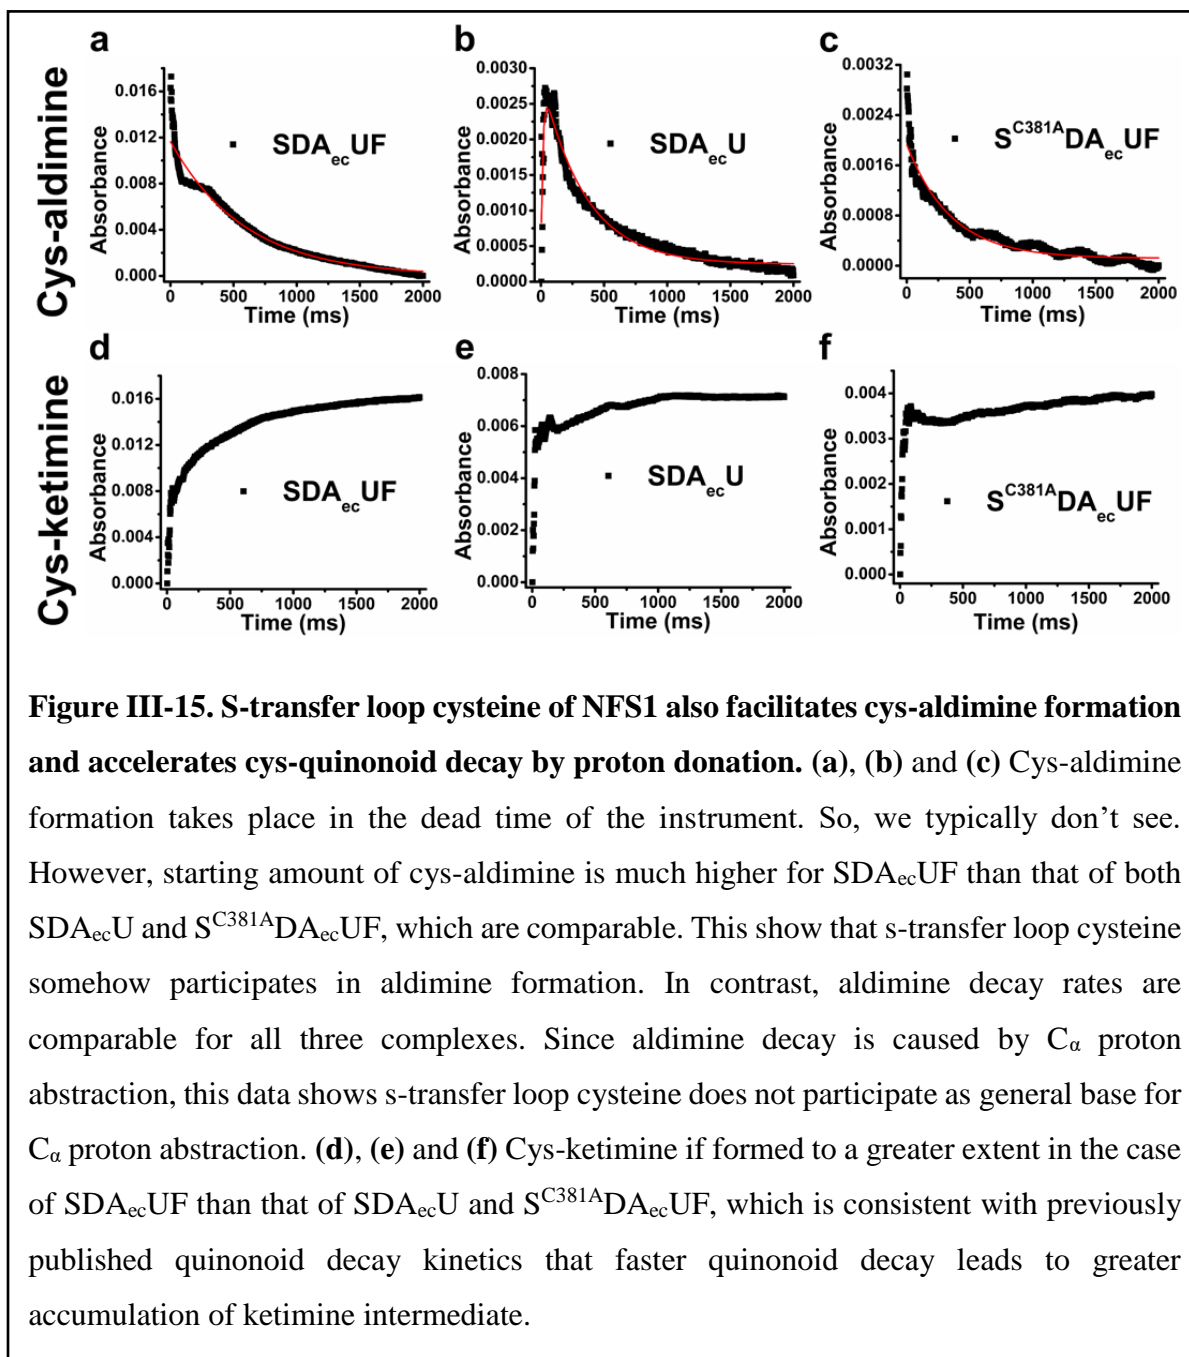 a
b
c
Cys-aldimine
Absorbance
0.016
0.012
0.008
0.004
0.000
SDAecUF
0 500 1000 1500 2000
Time (ms)
Absorbance
0.0030
0.0025
0.0020
0.0015
0.0010
0.0005
0.0000
SDAecU
0 500 1000 1500 2000
Time (ms)
Absorbance
0.0032
0.0024
0.0016
0.0008
0.0000
SC381ADAecUF
0 500 1000 1500 2000
Time (ms)
d
e
f
Cys-ketimine
Absorbance
0.016
0.012
0.008
0.004
0.000
SDAecUF
0 500 1000 1500 2000
Time (ms)
Absorbance
0.008
0.006
0.004
0.002
0.000
SDAecU
0 500 1000 1500 2000
Time (ms)
Absorbance
0.004
0.003
0.002
0.001
0.000
SC381ADAecUF
0 500 1000 1500 2000
Time (ms)
Figure III-15. S-transfer loop cysteine of NFS1 also facilitates cys-aldimine formation
and accelerates cys-quinonoid decay by proton donation. (a), (b) and (c) Cys-aldimine
formation takes place in the dead time of the instrument. So, we typically don’t see.
However, starting amount of cys-aldimine is much higher for SDAecUF than that of both
SDAecU and SC381ADAecUF, which are comparable. This show that s-transfer loop cysteine
somehow participates in aldimine formation. In contrast, aldimine decay rates are
comparable for all three complexes. Since aldimine decay is caused by Cα proton
abstraction, this data shows s-transfer loop cysteine does not participate as general base for
Cα proton abstraction. (d), (e) and (f) Cys-ketimine if formed to a greater extent in the case
of SDAecUF than that of SDAecU and SC381ADAecUF, which is consistent with previously
published quinonoid decay kinetics that faster quinonoid decay leads to greater
accumulation of ketimine intermediate.